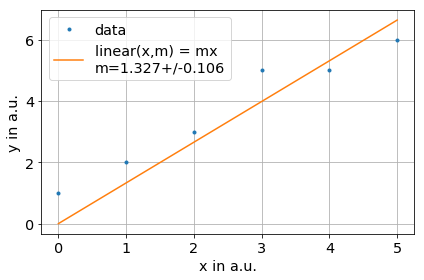 data
linear(x,m) = mx
m=1.327+/-0.106
y in a.u.
6
4
2
0
0 1 2 3 4 5
x in a.u.